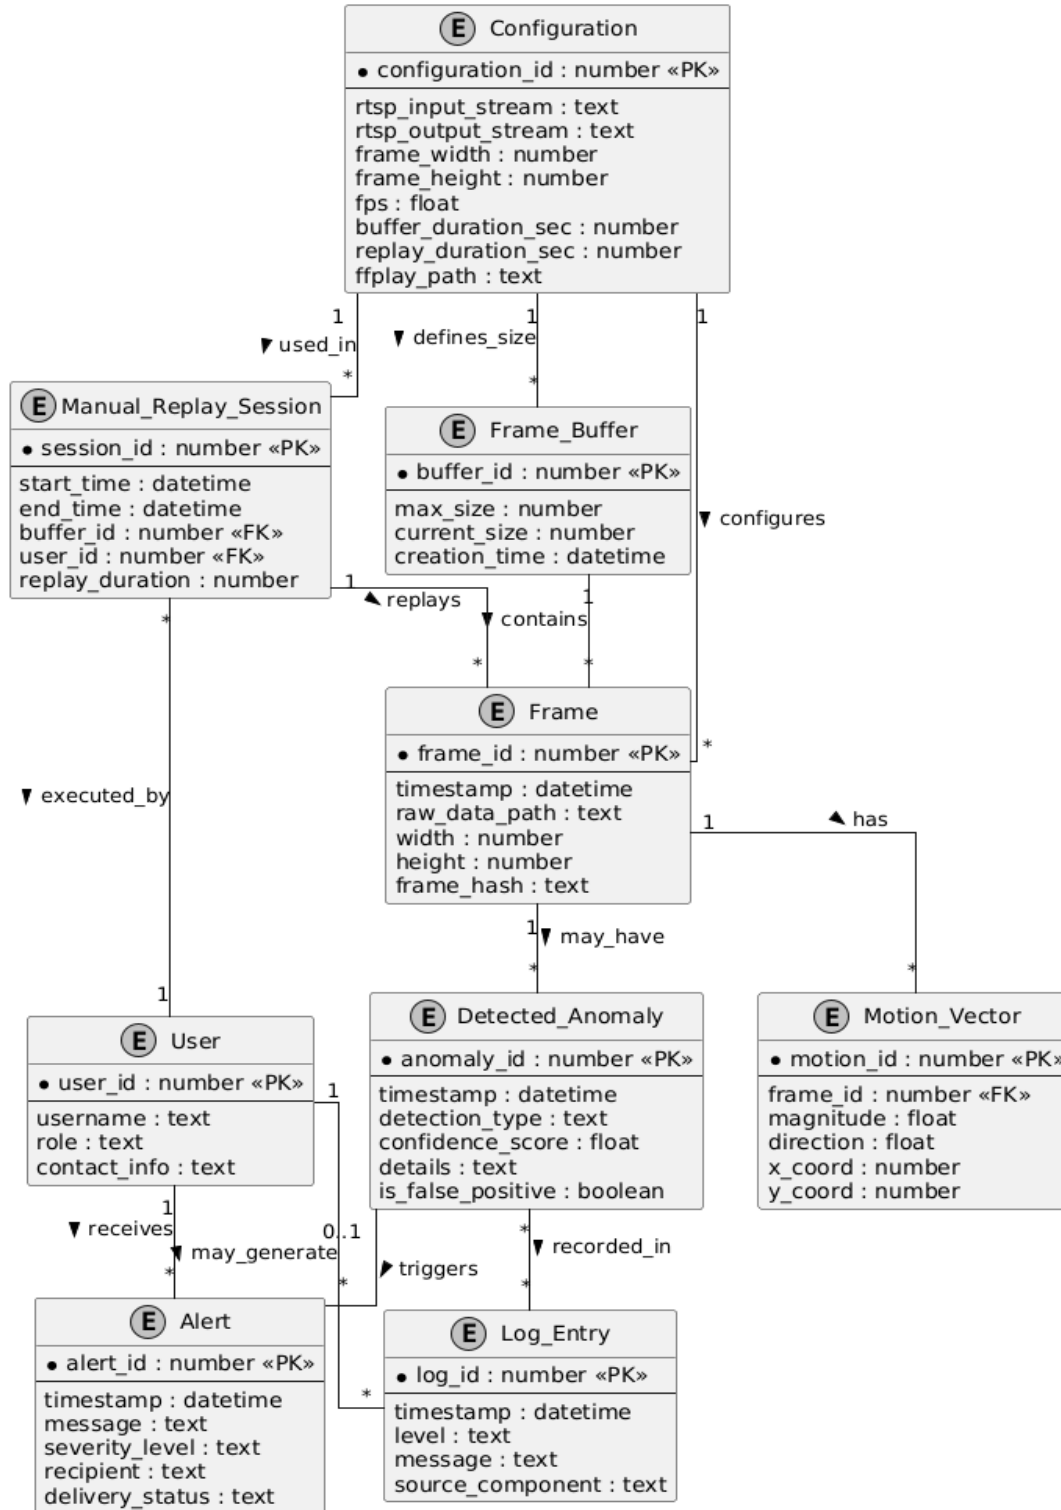 E Configuration
configuration_id : number «PK»
rtsp_input_stream : text
rtsp_output_stream : text
frame_width : number
frame_height : number
fps : float
buffer_duration_sec : number
replay_duration_sec : number
ffplay_path : text
1
1
1
used_in
defines_size
*
*
E Manual_Replay_Session
session_id : number «PK»
start_time : datetime
end_time : datetime
buffer_id : number «FK»
user_id : number «FK»
replay_duration : number
E Frame_Buffer
buffer_id : number «PK»
max_size : number
current_size : number
creation_time : datetime
configures
1
replays
1
contains
*
*
*
*
E Frame
frame_id : number «PK»
timestamp : datetime
raw_data_path : text
width : number
height : number
frame_hash : text
executed_by
1
has
1
may_have
*
*
1
E User
user_id : number «PK»
username : text
role : text
contact_info : text
E Detected_Anomaly
anomaly_id : number «PK»
timestamp : datetime
detection_type : text
confidence_score : float
details : text
is_false_positive : boolean
E Motion_Vector
motion_id : number «PK»
frame_id : number «FK»
magnitude : float
direction : float
x_coord : number
y_coord : number
1
1
receives
0..1
*
may_generate
recorded_in
triggers
*
*
*
E Alert
alert_id : number «PK»
timestamp : datetime
message : text
severity_level : text
recipient : text
delivery_status : text
*
E Log_Entry
log_id : number «PK»
timestamp : datetime
level : text
message : text
source_component : text